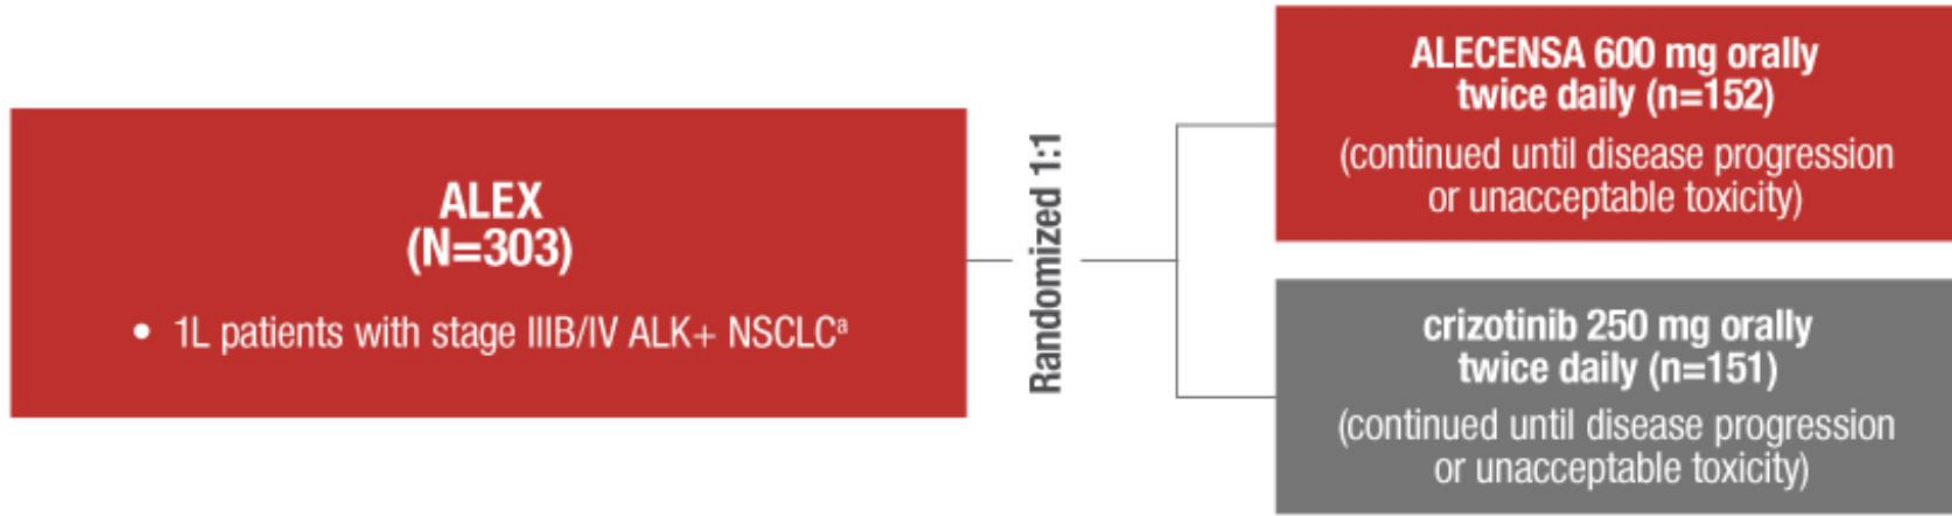 ALEX
(N=303)
• 1L patients with stage IIIB/IV ALK+ NSCLCᵃ
Randomized 1:1
ALECENSA 600 mg orally
twice daily (n=152)
(continued until disease progression
or unacceptable toxicity)
crizotinib 250 mg orally
twice daily (n=151)
(continued until disease progression
or unacceptable toxicity)